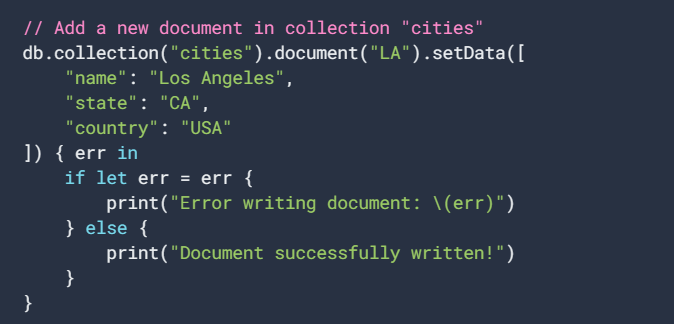 // Add a new document in collection "cities"
db.collection("cities").document("LA").setData([
    "name": "Los Angeles",
    "state": "CA",
    "country": "USA"
]) { err in
    if let err = err {
        print("Error writing document: \(err)")
    } else {
        print("Document successfully written!")
    }
}